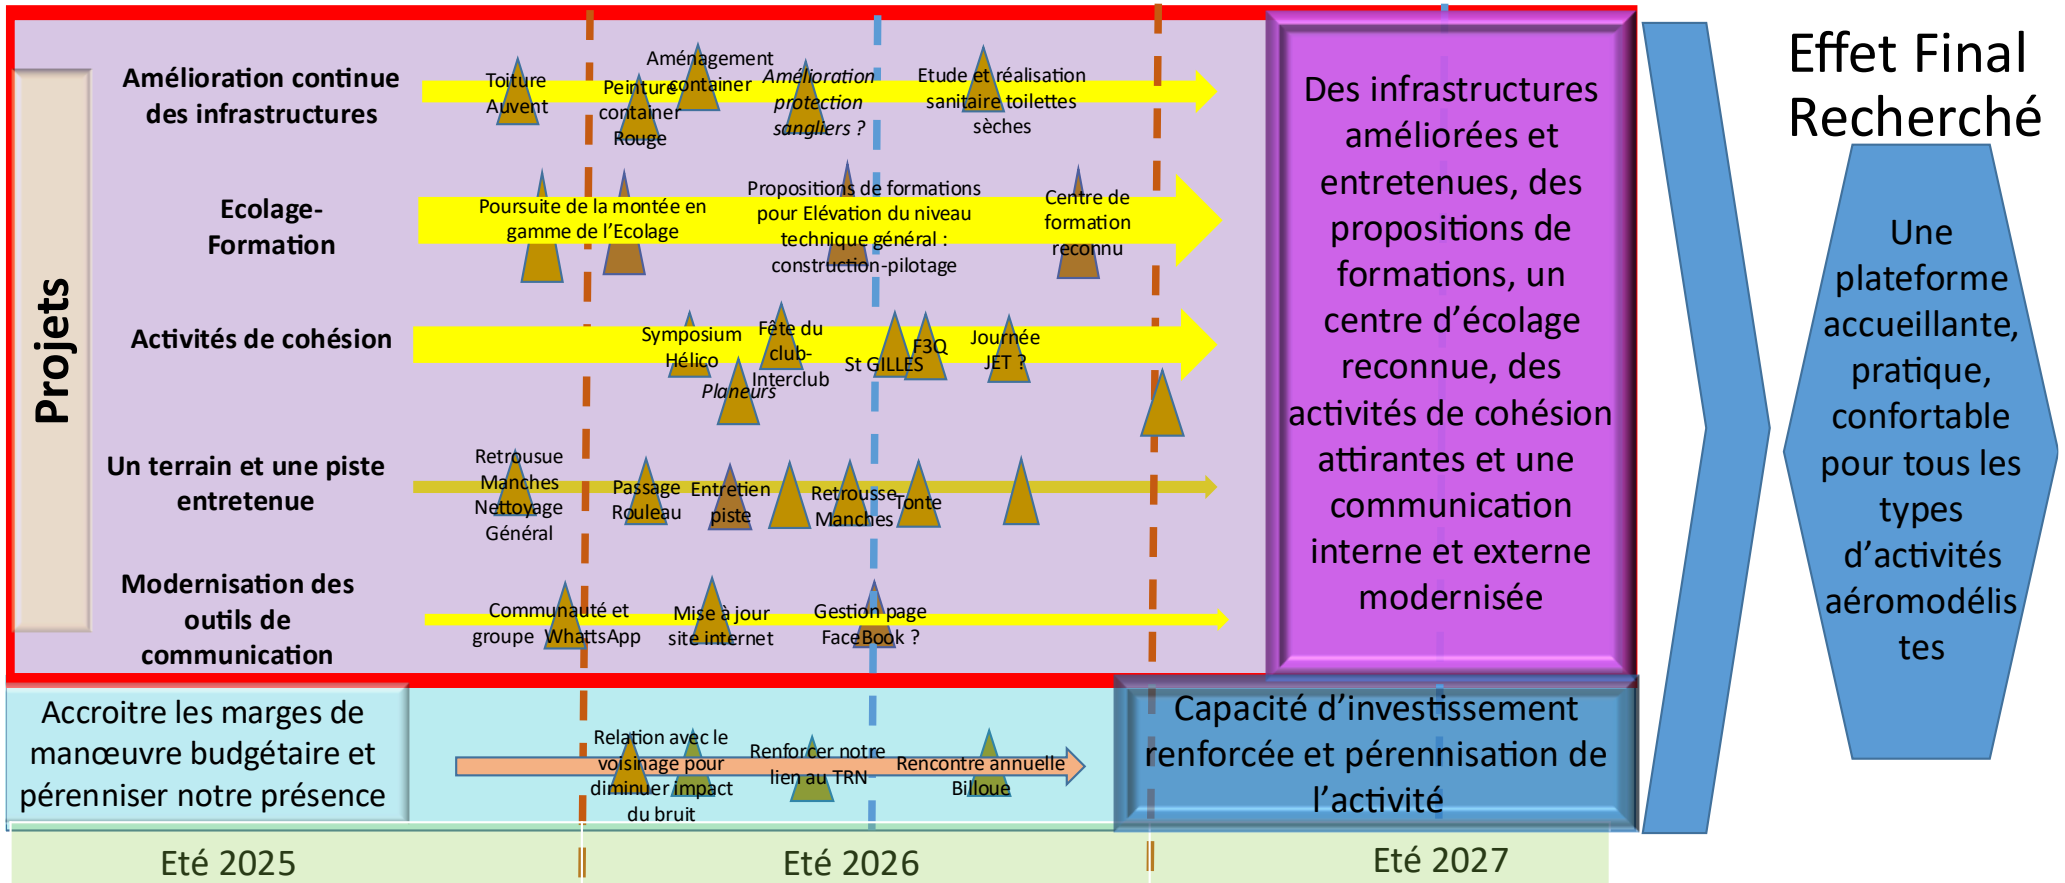 Effet Final
Recherché
Projets
Amélioration continue
des infrastructures
Toiture
Auvent
Peinture
container
Rouge
Aménagement
container
Amélioration
protection
sangliers ?
Etude et réalisation
sanitaire toilettes
sèches
Ecolage-
Formation
Poursuite de la montée en
gamme de l’Ecolage
Propositions de formations
pour Elévation du niveau
technique général :
construction-pilotage
Centre de
formation
reconnu
Activités de cohésion
Symposium
Hélico
Planeurs
Fête du
club-
Interclub
St GILLES
F3Q
Journée
JET ?
Un terrain et une piste
entretenue
Retrousue
Manches
Nettoyage
Général
Passage
Rouleau
Entretien
piste
Retrousse
Manches
Tonte
Modernisation des
outils de
communication
Communauté et
groupe WhattsApp
Mise à jour
site internet
Gestion page
FaceBook ?
Des infrastructures
améliorées et
entretenues, des
propositions de
formations, un
centre d’écolage
reconnue, des
activités de cohésion
attirantes et une
communication
interne et externe
modernisée
Une
plateforme
accueillante,
pratique,
confortable
pour tous les
types
d’activités
aéromodélis
tes
Accroitre les marges de
manœuvre budgétaire et
pérenniser notre présence
Relation avec le
voisinage pour
diminuer impact
du bruit
Renforcer notre
lien au TRN
Rencontre annuelle
Billoue
Capacité d’investissement
renforcée et pérennisation de
l’activité
Eté 2025
Eté 2026
Eté 2027